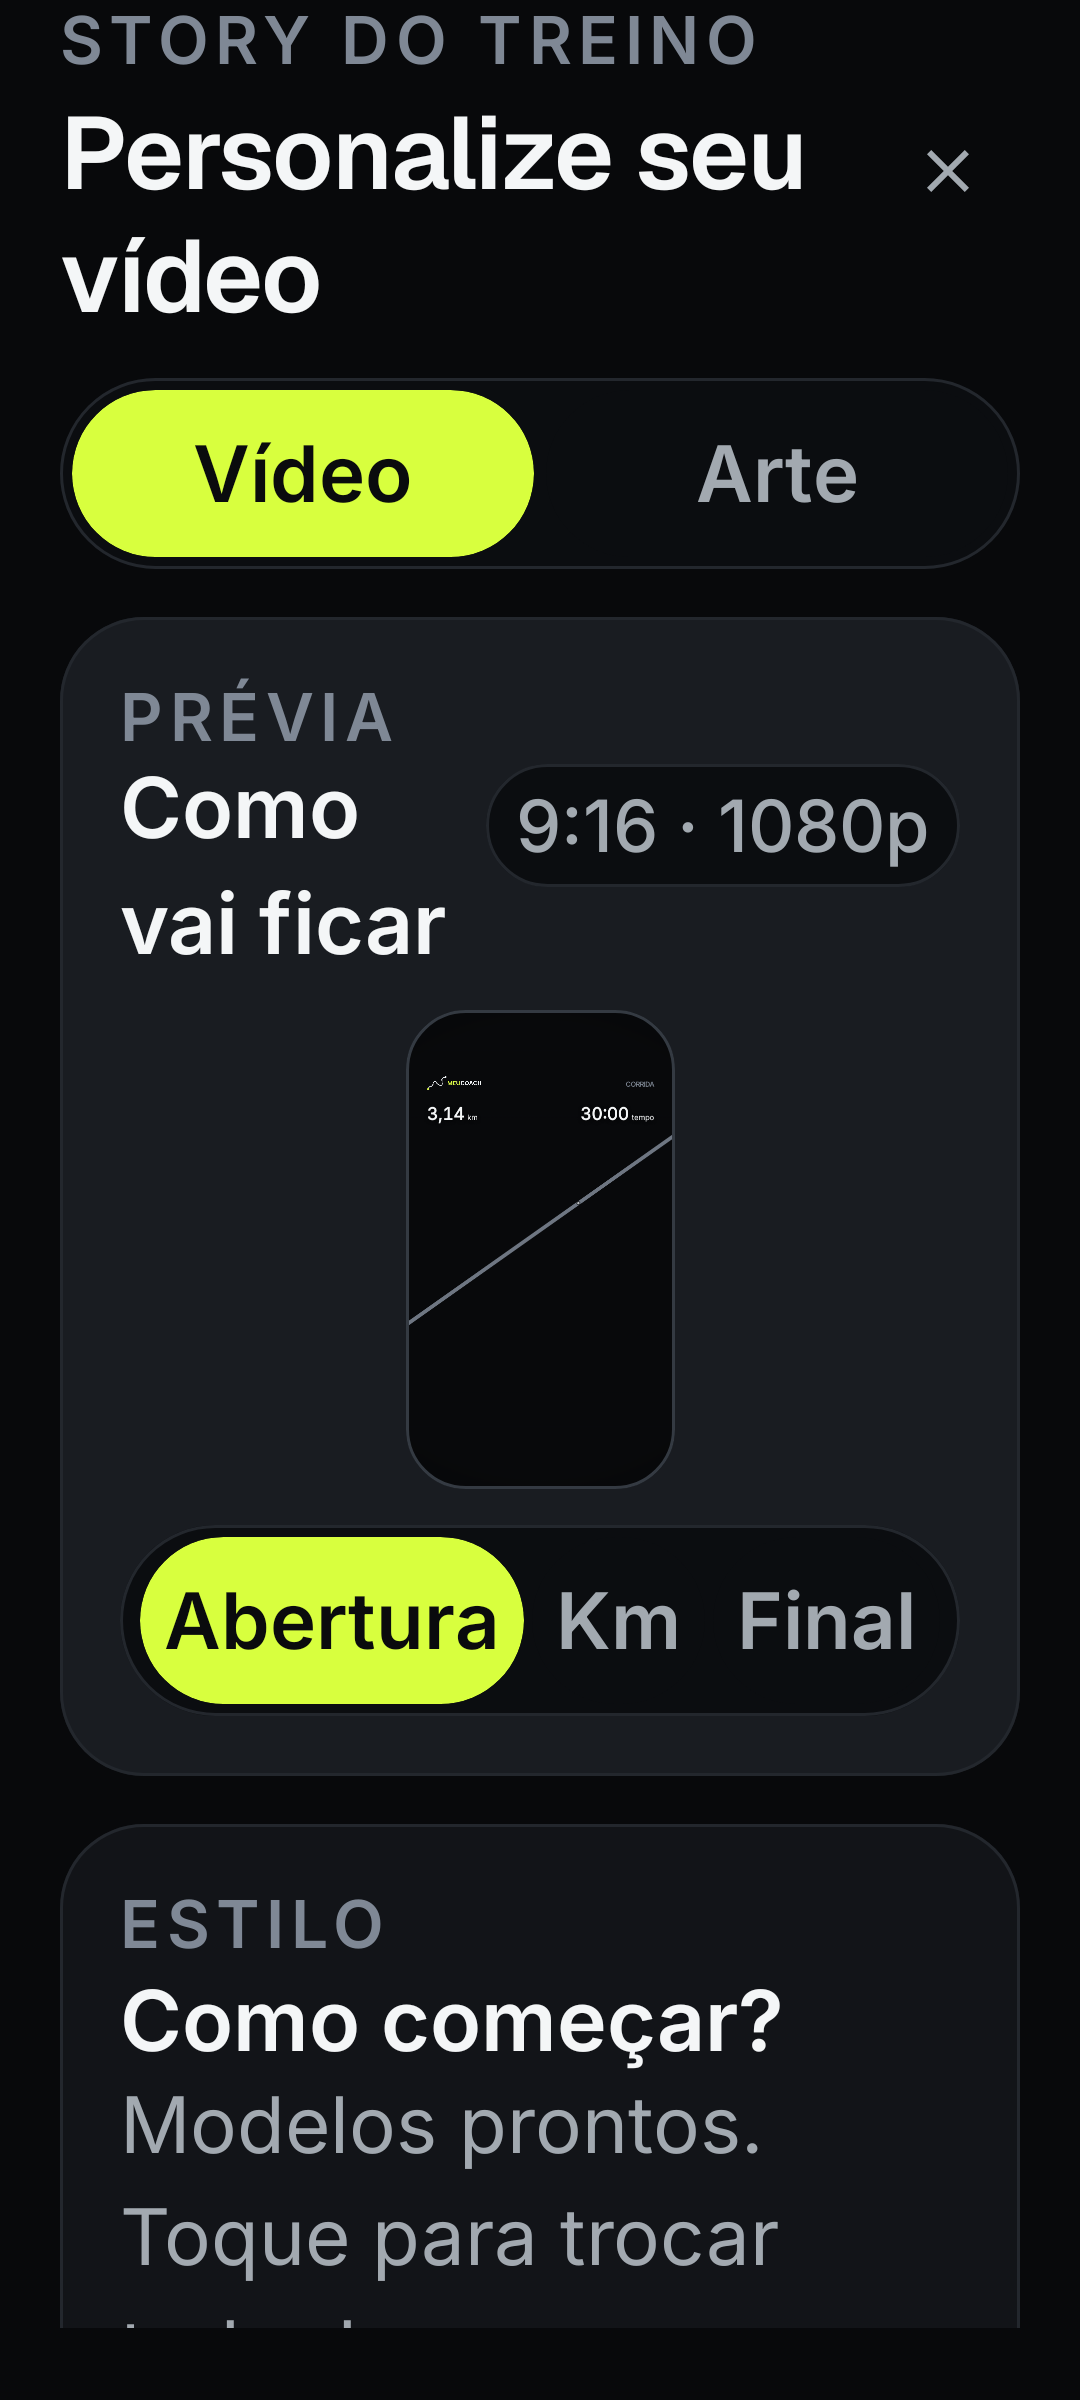 STORY DO TREINO
Personalize seu
vídeo
Vídeo
Arte
PRÉVIA
Como
vai ficar
9:16 · 1080p
MEUCOACH
CORRIDA
3,14 km
30:00 tempo
Abertura
Km
Final
ESTILO
Como começar?
Modelos prontos.
Toque para trocar